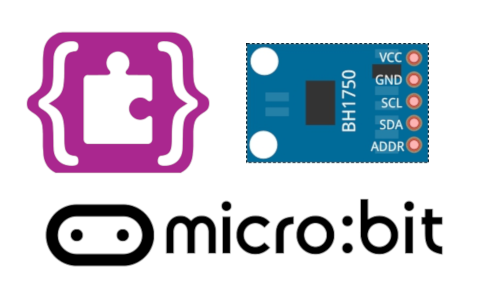 VCC
GND
SCL
SDA
ADDR
BH1750
micro:bit